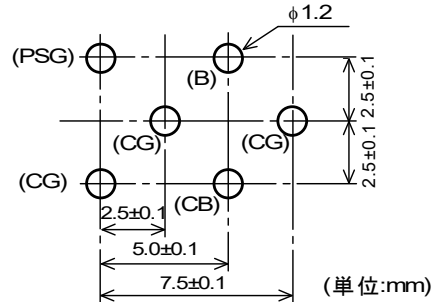 φ1.2
(PSG)
(B)
2.5±0.1
(CG)
(CG)
2.5±0.1
(CG)
(CB)
2.5±0.1
5.0±0.1
7.5±0.1
(単位:mm)